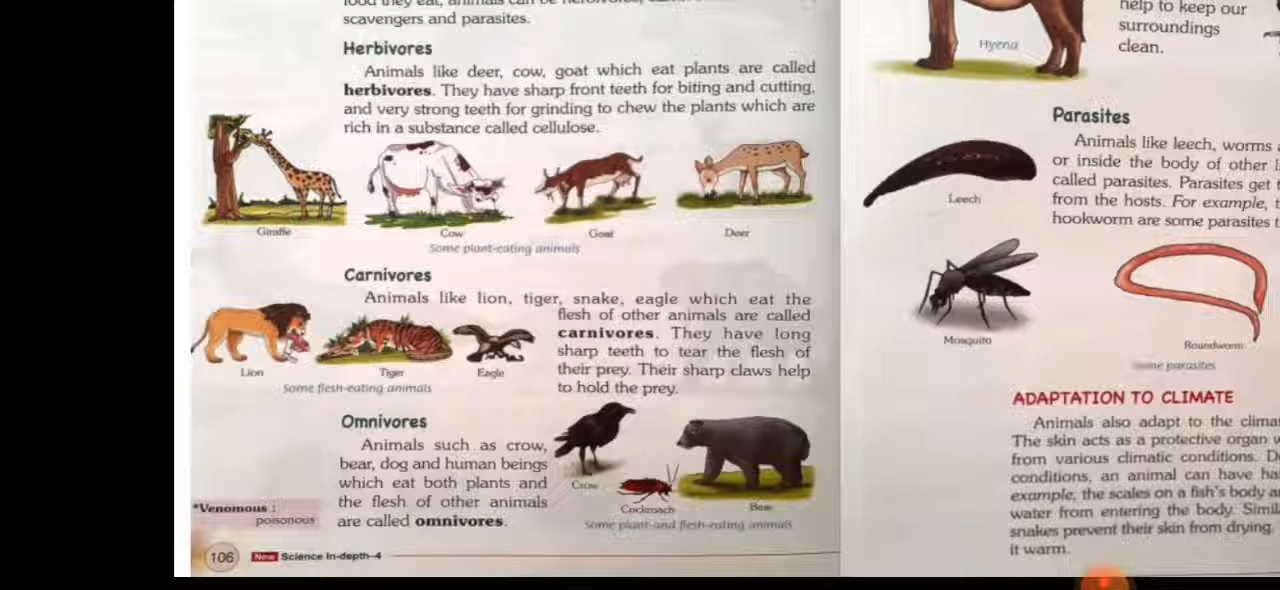 scavengers and parasites.
Herbivores
Animals like deer, cow, goat which eat plants are called
herbivores. They have sharp front teeth for biting and cutting,
and very strong teeth for grinding to chew the plants which are
rich in a substance called cellulose.
Giraffe
Cow
Goat
Deer
Some plant-eating animals
Carnivores
Animals like lion, tiger, snake, eagle which eat the
flesh of other animals are called
carnivores. They have long
sharp teeth to tear the flesh of
their prey. Their sharp claws help
to hold the prey.
Lion
Tiger
Eagle
Some flesh-eating animals
Omnivores
Animals such as crow,
bear, dog and human beings
which eat both plants and
the flesh of other animals
are called omnivores.
Crow
Cockroach
Bear
Some plant-and flesh-eating animals
*Venomous :
poisonous
106
New Science In-depth-4
help to keep our
surroundings
clean.
Hyena
Parasites
Animals like leech, worms
or inside the body of other
called parasites. Parasites get
from the hosts. For example,
hookworm are some parasites
Leech
Mosquito
Roundworm
parasites
ADAPTATION TO CLIMATE
Animals also adapt to the
The skin acts as a protective organ
from various climatic conditions.
conditions, an animal can have
example, the scales on a fish's body
water from entering the body.
snakes prevent their skin from drying.
it warm.